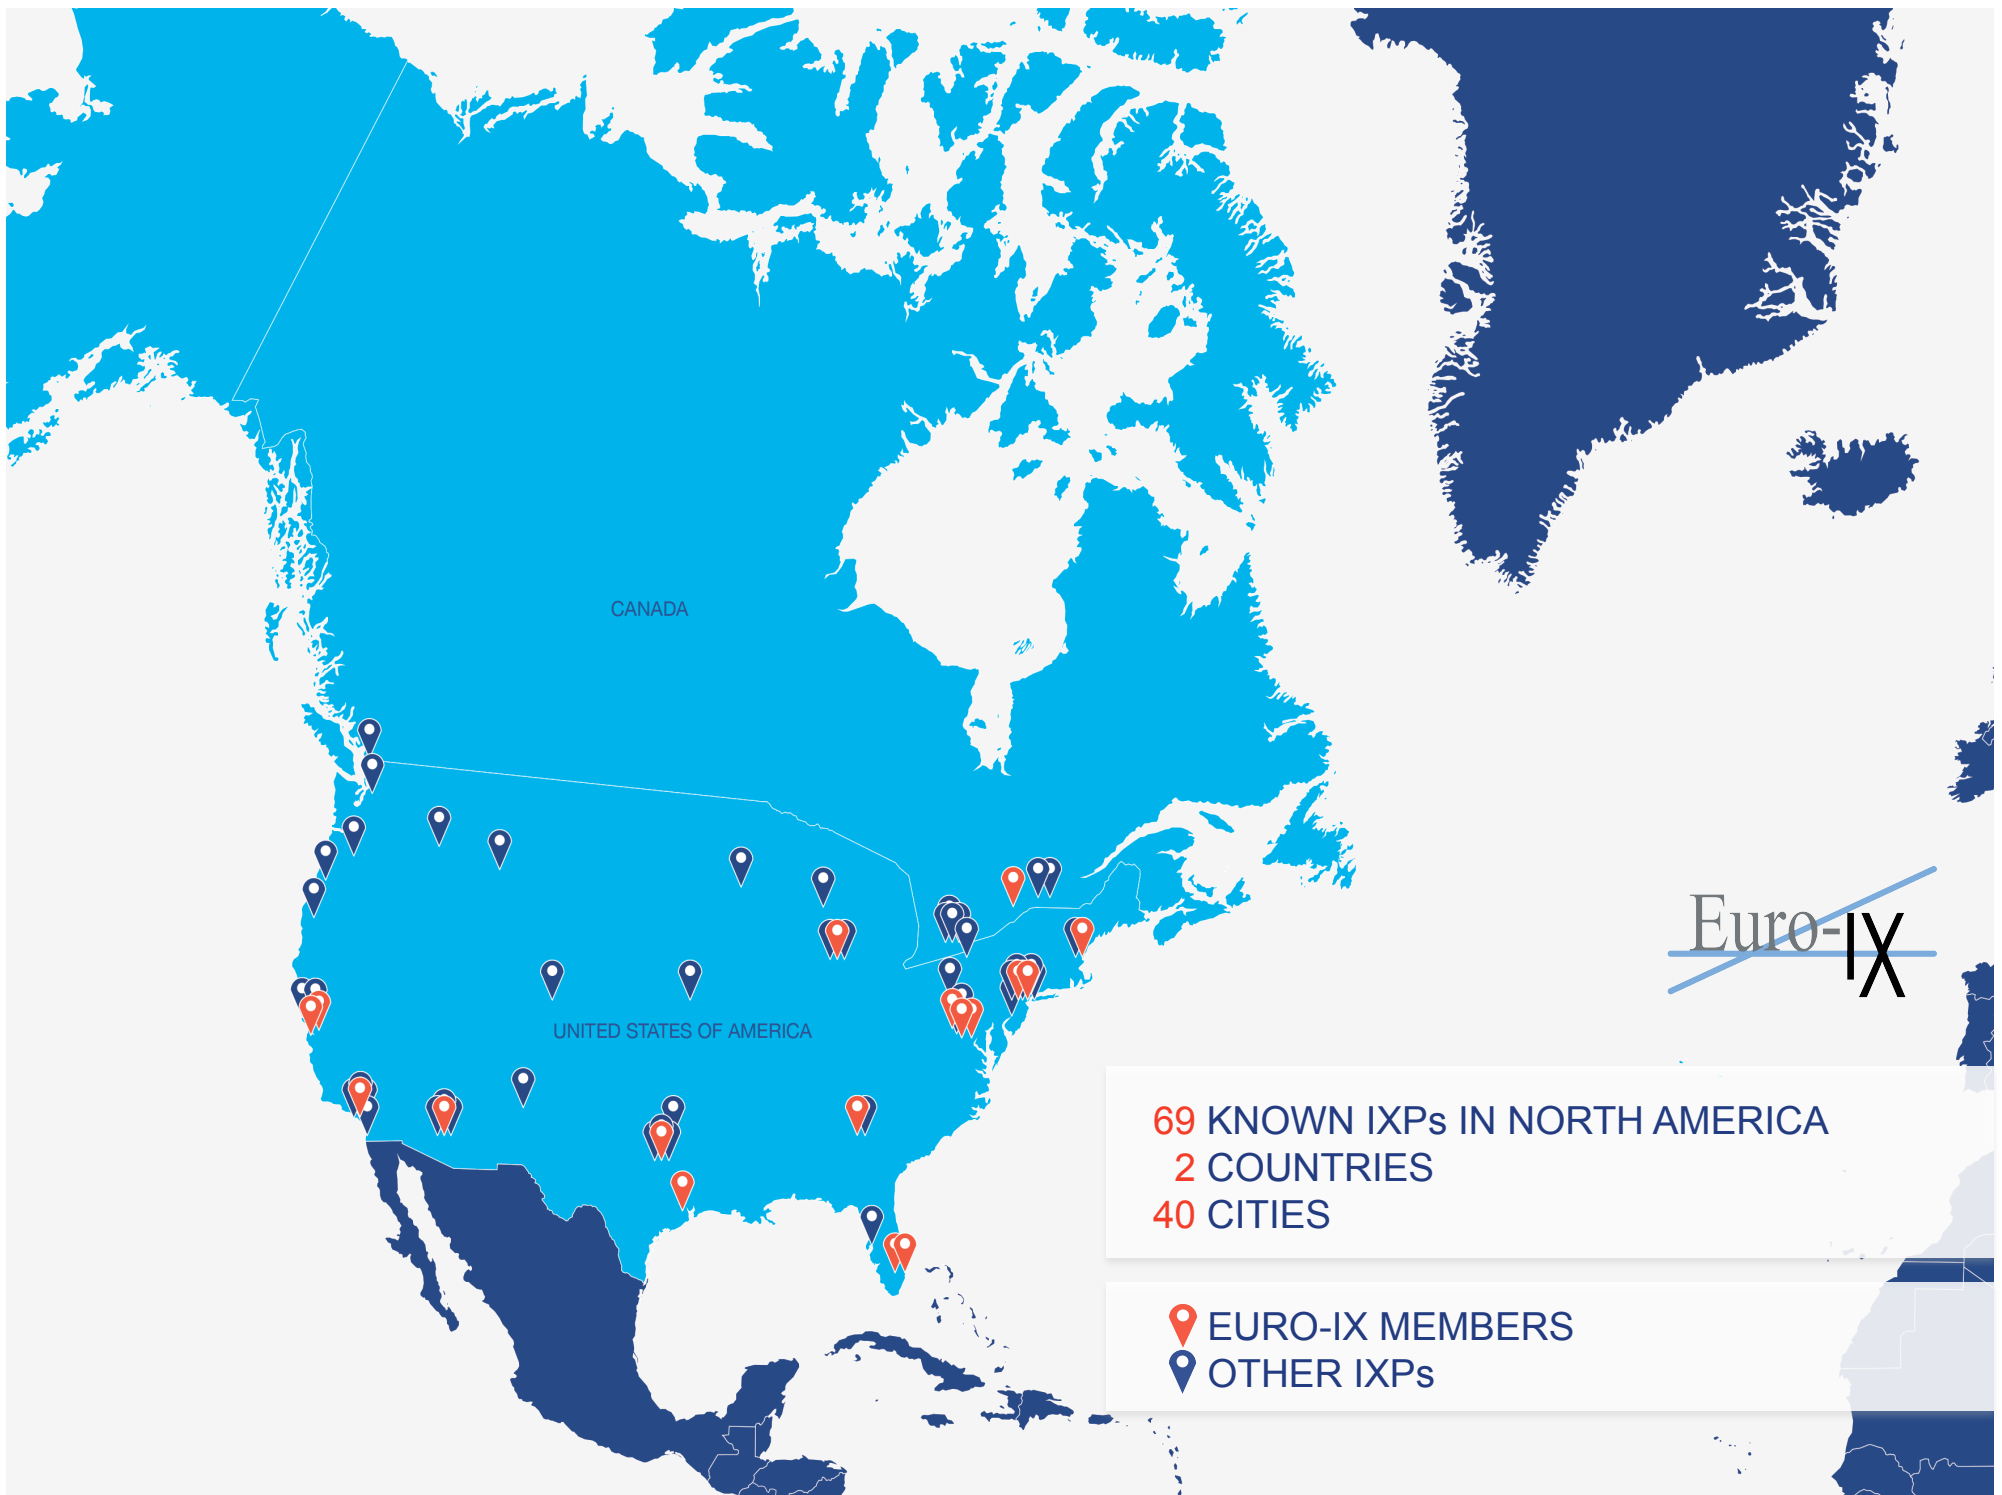 CANADA
Euro-IX
UNITED STATES OF AMERICA
69 KNOWN IXPs IN NORTH AMERICA
2 COUNTRIES
40 CITIES
EURO-IX MEMBERS
OTHER IXPs